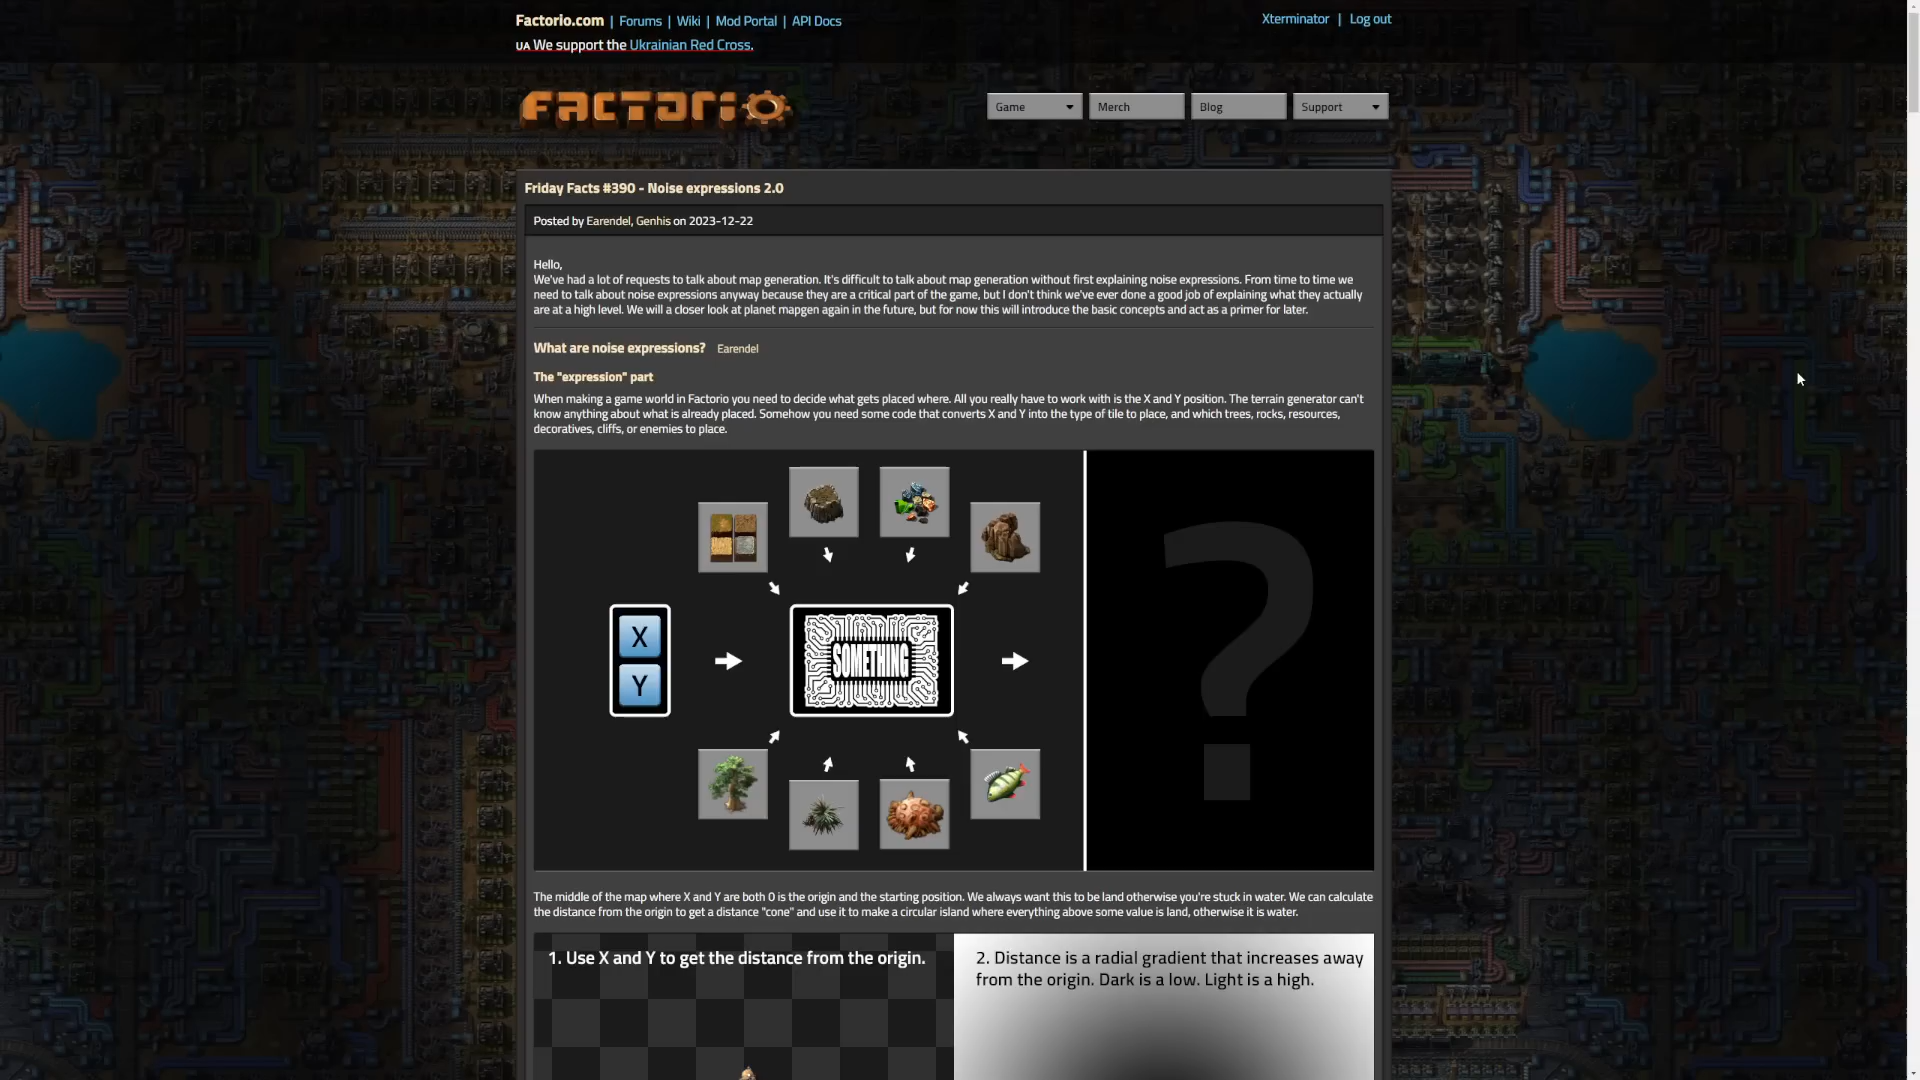 Factorio.com | Forums | Wiki | Mod Portal | API Docs
Xterminator | Log out
UA We support the Ukrainian Red Cross.
FACTORIO
Game
Merch
Blog
Support
Friday Facts #390 - Noise expressions 2.0
Posted by Earendel, Genhis on 2023-12-22
Hello,
We've had a lot of requests to talk about map generation. It's difficult to talk about map generation without first explaining noise expressions. From time to time we
need to talk about noise expressions anyway because they are a critical part of the game, but I don't think we've ever done a good job of explaining what they actually
are at a high level. We will a closer look at planet mapgen again in the future, but for now this will introduce the basic concepts and act as a primer for later.
What are noise expressions? Earendel
The "expression" part
When making a game world in Factorio you need to decide what gets placed where. All you really have to work with is the X and Y position. The terrain generator can't
know anything about what is already placed. Somehow you need some code that converts X and Y into the type of tile to place, and which trees, rocks, resources,
decoratives, cliffs, or enemies to place.
X
Y
SOMETHING
?
The middle of the map where X and Y are both 0 is the origin and the starting position. We always want this to be land otherwise you're stuck in water. We can calculate
the distance from the origin to get a distance "cone" and use it to make a circular island where everything above some value is land, otherwise it is water.
1. Use X and Y to get the distance from the origin.
2. Distance is a radial gradient that increases away
from the origin. Dark is a low. Light is a high.